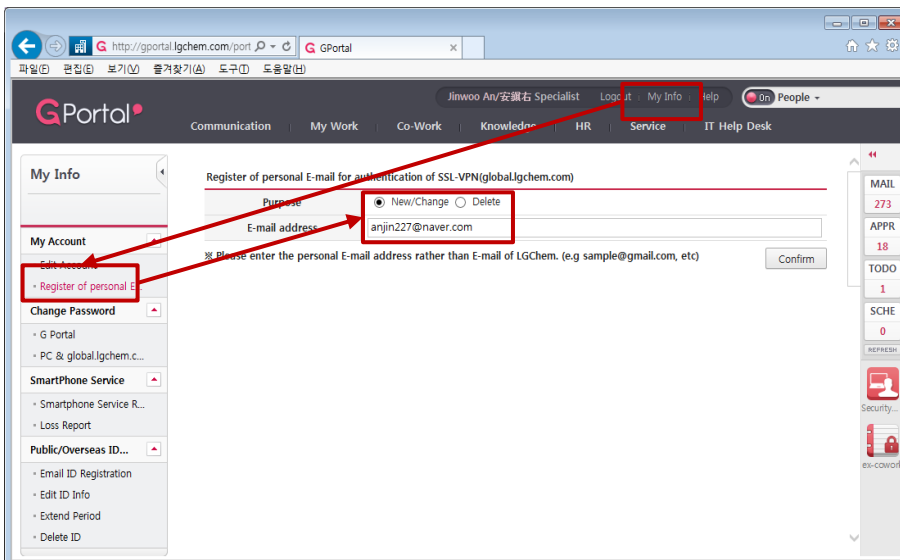 G http://gportal.lgchem.com/port
G GPortal
파일(F) 편집(E) 보기(V) 즐겨찾기(A) 도구(T) 도움말(H)
GPortal
Jinwoo An/安鎭右 Specialist Logout My Info Help On People
Communication My Work Co-Work Knowledge HR Service IT Help Desk
My Info
My Account
Edit Account
Register of personal E...
Change Password
G Portal
PC & global.lgchem.c...
SmartPhone Service
Smartphone Service R...
Loss Report
Public/Overseas ID...
Email ID Registration
Edit ID Info
Extend Period
Delete ID
Register of personal E-mail for authentication of SSL-VPN(global.lgchem.com)
Purpose New/Change Delete
E-mail address anjin227@naver.com
※ Please enter the personal E-mail address rather than E-mail of LGChem. (e.g sample@gmail.com, etc)
Confirm
MAIL
273
APPR
18
TODO
1
SCHE
0
REFRESH
Security...
ex-cowork